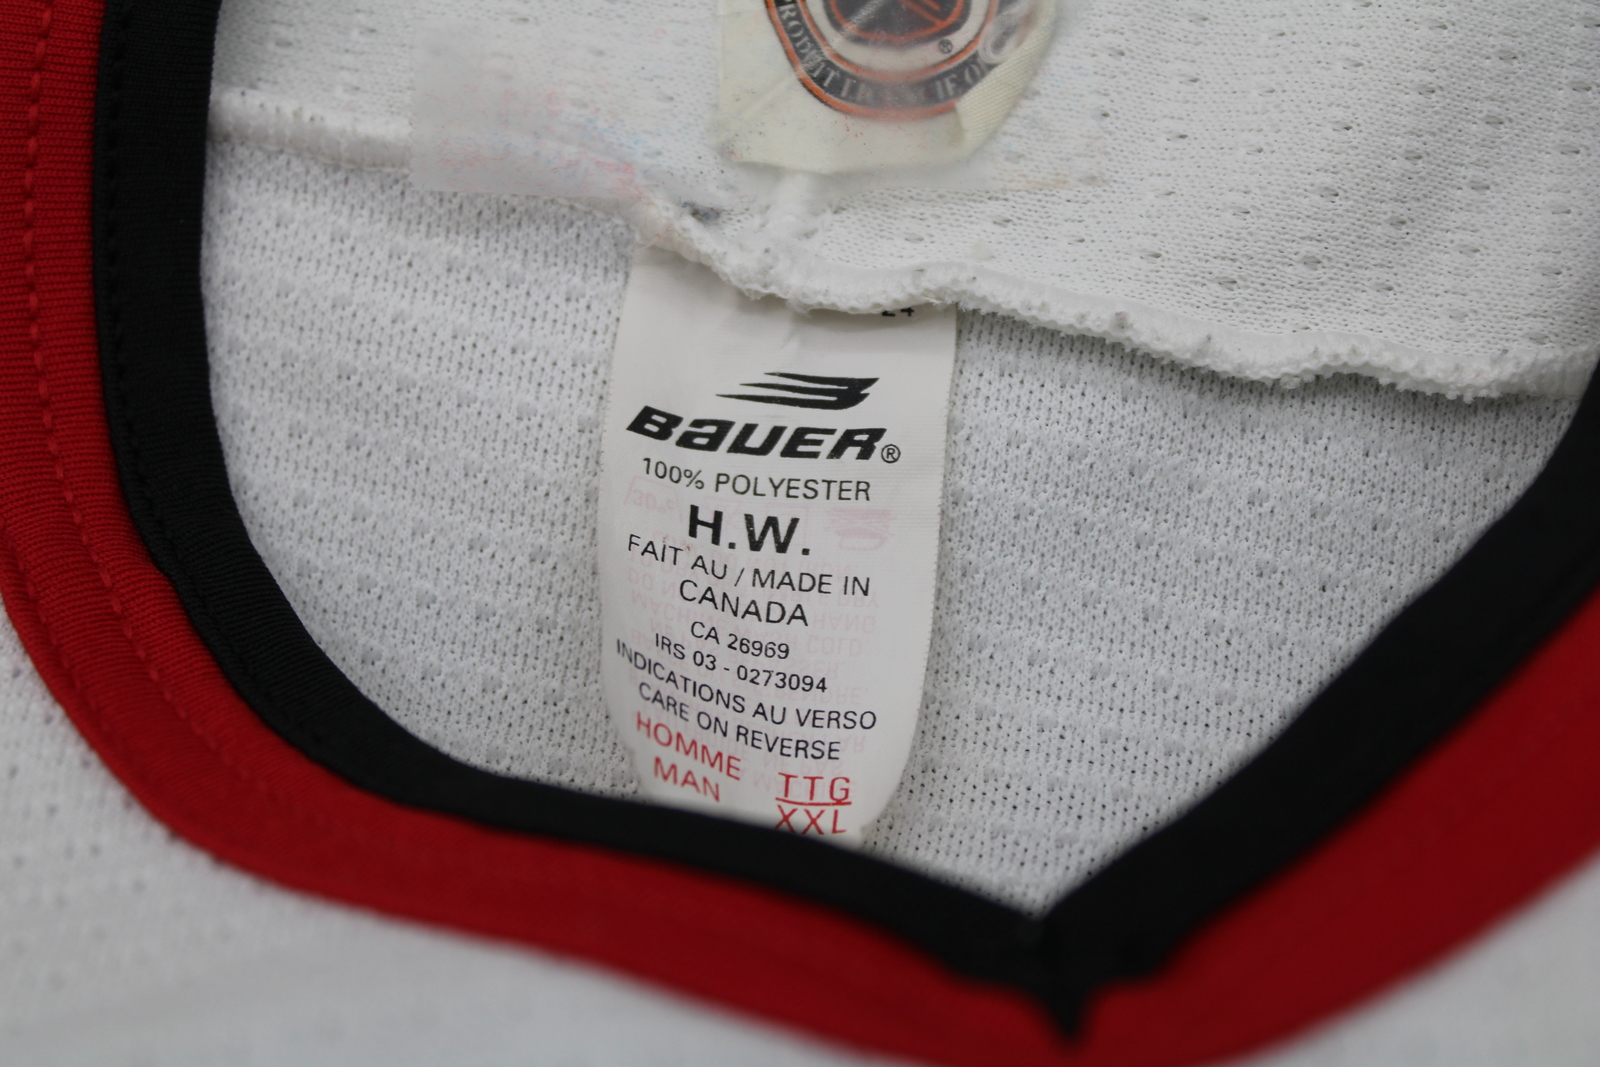 24
BAUER®
100% POLYESTER
H.W.
FAIT AU / MADE IN
CANADA
CA 26969
IRS 03 - 0273094
INDICATIONS AU VERSO
CARE ON REVERSE
HOMME TTG
MAN XXL